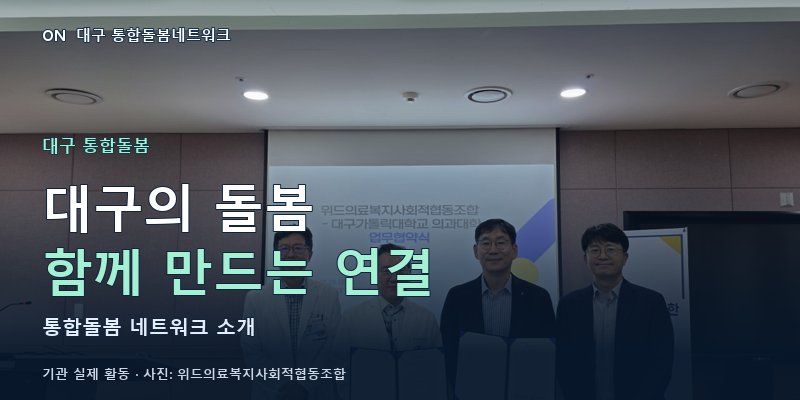 ON 대구 통합돌봄네트워크
대구 통합돌봄
대구의 돌봄
함께 만드는 연결
통합돌봄 네트워크 소개
기관 실제 활동 · 사진: 위드의료복지사회적협동조합
위드의료복지사회적협동조합
- 대구가톨릭대학교 의과대학
업무협약식